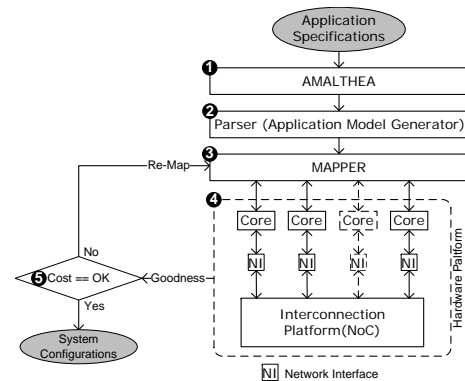 Application
Specifications
1
AMALTHEA
2
Parser (Application Model Generator)
3
Re-Map
MAPPER
4
Core
Core
Core
Core
Hardware Paltform
No
NI
NI
NI
NI
5 Cost == OK
Goodness
Yes
Interconnection
Platform(NoC)
System
Configurations
NI Network Interface